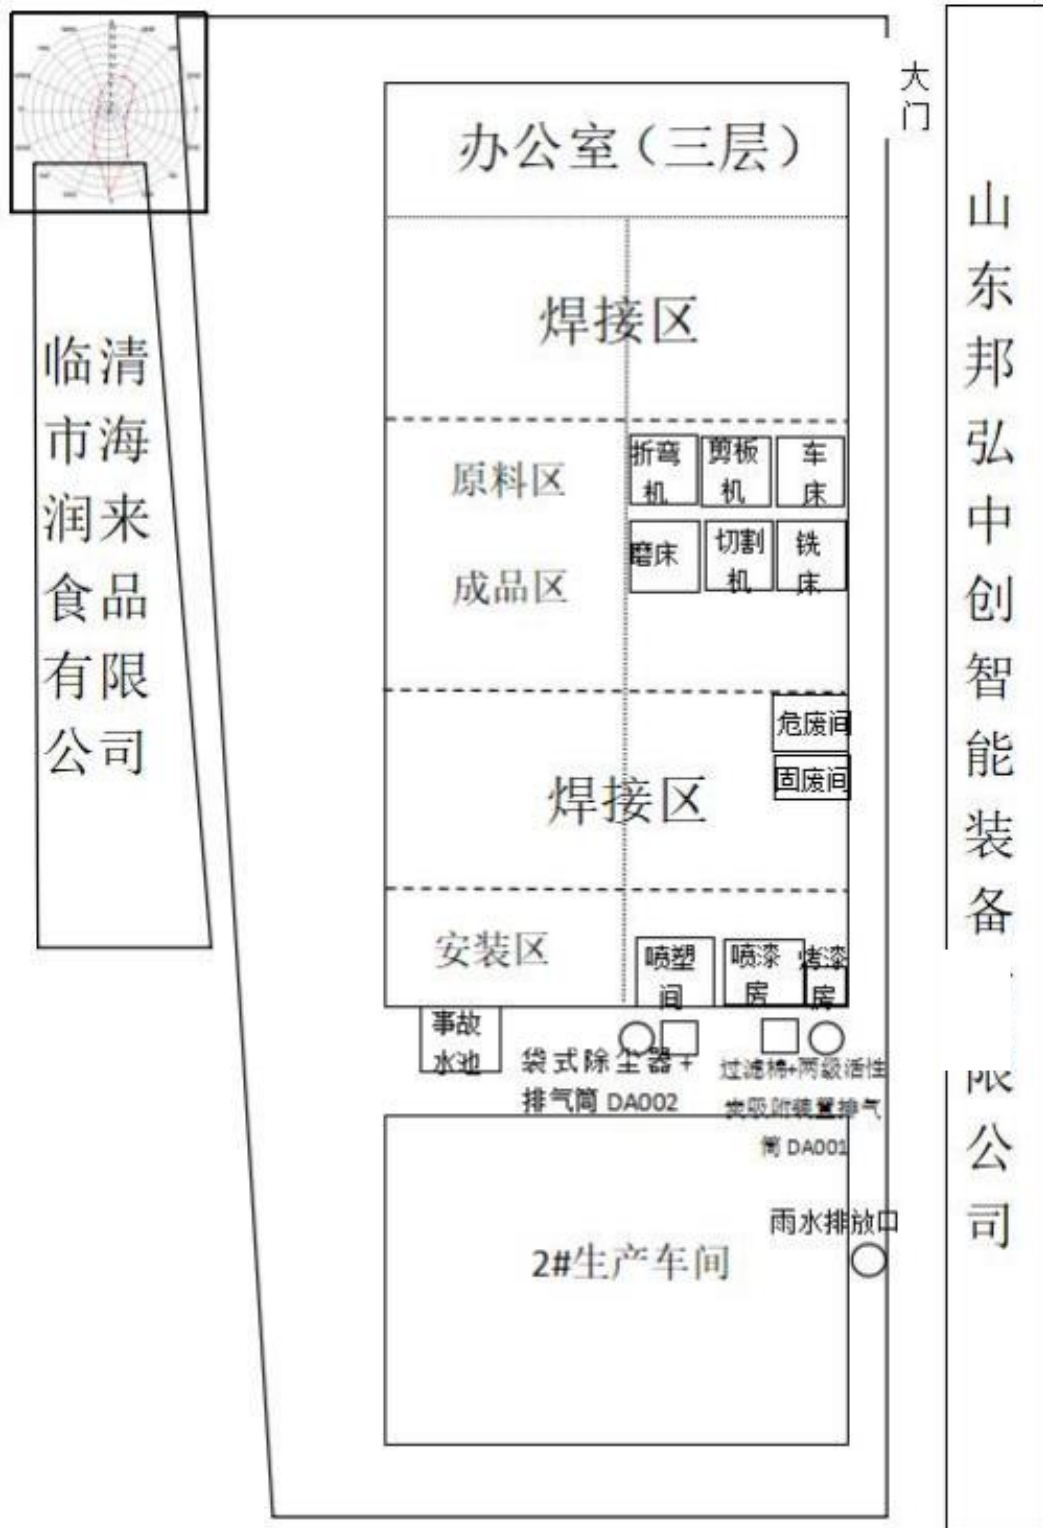 大门
办公室（三层）
焊接区
临清
市海
润来
食品
有限
公司
山东邦弘中创智能装备
限公司
原料区
成品区
折弯机
剪板机
车床
磨床
切割机
铣床
危废间
固废间
焊接区
安装区
喷塑间
喷漆房
烤漆房
事故水池
袋式除尘器+
排气筒 DA002
过滤棉+两级活性
炭吸附装置排气
筒 DA001
雨水排放口
2#生产车间